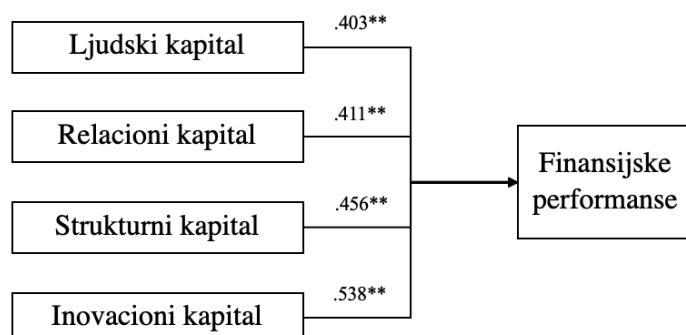 Ljudski kapital
.403**
Relacioni kapital
.411**
Strukturni kapital
.456**
Inovacioni kapital
.538**
Finansijske
performanse